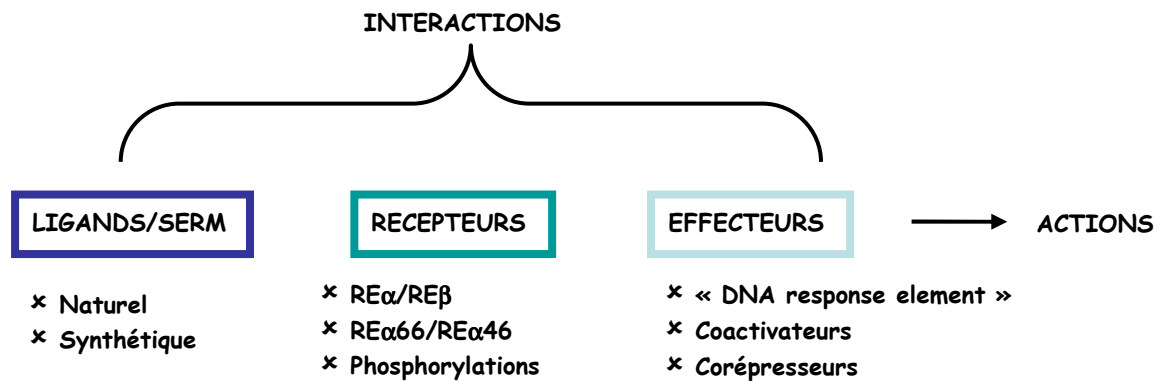 INTERACTIONS
LIGANDS/SERM
RECEPTEURS
EFFECTEURS
ACTIONS
× Naturel
× Synthétique
× REα/REβ
× REα66/REα46
× Phosphorylations
× « DNA response element »
× Coactivateurs
× Corépresseurs